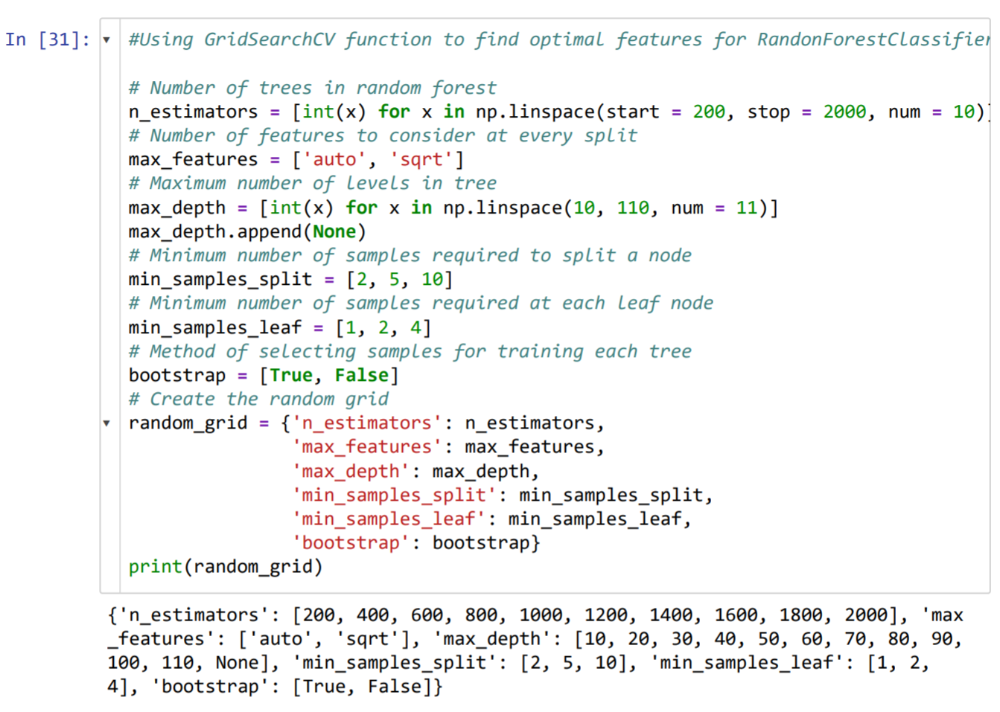 In [31]:
#Using GridSearchCV function to find optimal features for RandonForestClassifier
# Number of trees in random forest
n_estimators = [int(x) for x in np.linspace(start = 200, stop = 2000, num = 10)]
# Number of features to consider at every split
max_features = ['auto', 'sqrt']
# Maximum number of levels in tree
max_depth = [int(x) for x in np.linspace(10, 110, num = 11)]
max_depth.append(None)
# Minimum number of samples required to split a node
min_samples_split = [2, 5, 10]
# Minimum number of samples required at each leaf node
min_samples_leaf = [1, 2, 4]
# Method of selecting samples for training each tree
bootstrap = [True, False]
# Create the random grid
random_grid = {'n_estimators': n_estimators,
'max_features': max_features,
'max_depth': max_depth,
'min_samples_split': min_samples_split,
'min_samples_leaf': min_samples_leaf,
'bootstrap': bootstrap}
print(random_grid)
{'n_estimators': [200, 400, 600, 800, 1000, 1200, 1400, 1600, 1800, 2000], 'max
_features': ['auto', 'sqrt'], 'max_depth': [10, 20, 30, 40, 50, 60, 70, 80, 90,
100, 110, None], 'min_samples_split': [2, 5, 10], 'min_samples_leaf': [1, 2,
4], 'bootstrap': [True, False]}